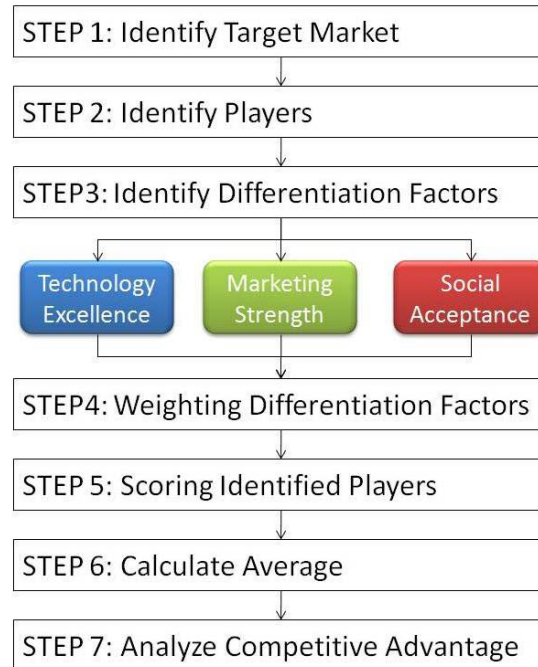 STEP 1: Identify Target Market
STEP 2: Identify Players
STEP3: Identify Differentiation Factors
Technology
Excellence
Marketing
Strength
Social
Acceptance
STEP4: Weighting Differentiation Factors
STEP 5: Scoring Identified Players
STEP 6: Calculate Average
STEP 7: Analyze Competitive Advantage